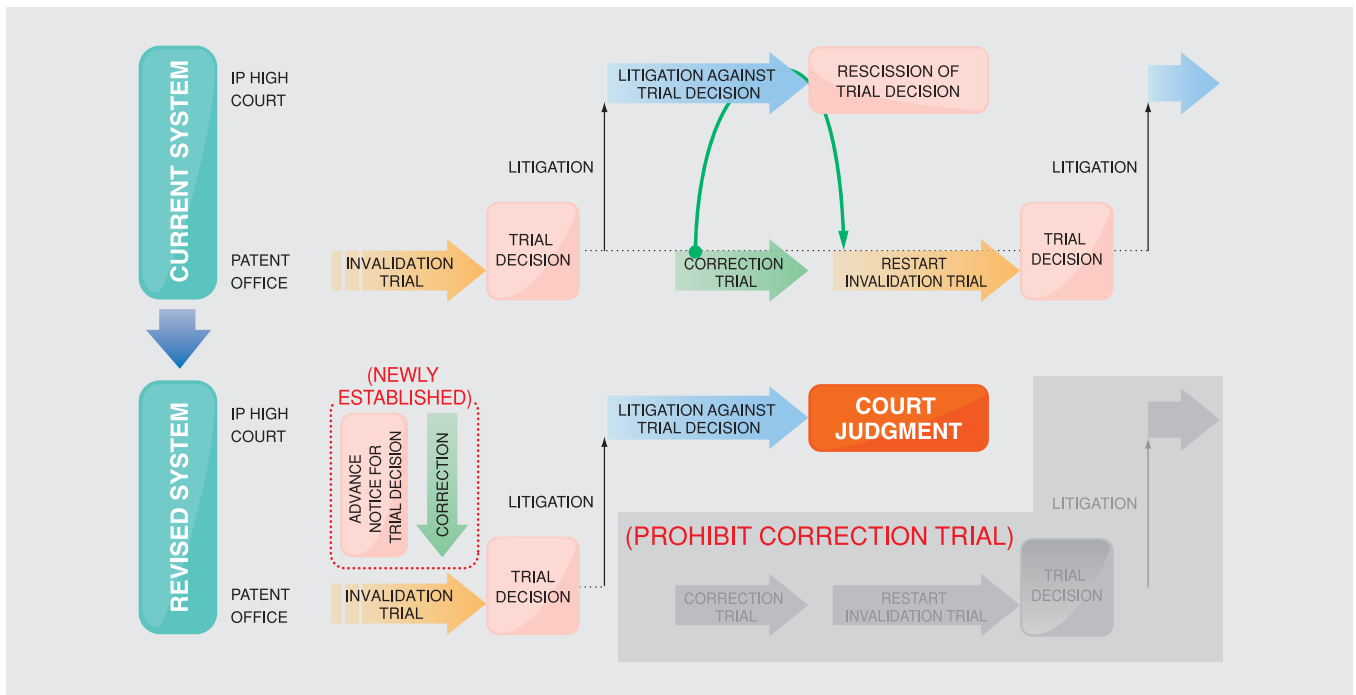 CURRENT SYSTEM
IP HIGH
COURT
PATENT
OFFICE
INVALIDATION
TRIAL
TRIAL
DECISION
LITIGATION
LITIGATION AGAINST
TRIAL DECISION
RESCISSION OF
TRIAL DECISION
CORRECTION
TRIAL
RESTART
INVALIDATION TRIAL
TRIAL
DECISION
LITIGATION
REVISED SYSTEM
IP HIGH
COURT
PATENT
OFFICE
(NEWLY
ESTABLISHED)
ADVANCE
NOTICE FOR
TRIAL DECISION
CORRECTION
INVALIDATION
TRIAL
TRIAL
DECISION
LITIGATION
LITIGATION AGAINST
TRIAL DECISION
COURT
JUDGMENT
(PROHIBIT CORRECTION TRIAL)
CORRECTION
TRIAL
RESTART
INVALIDATION TRIAL
TRIAL
DECISION
LITIGATION